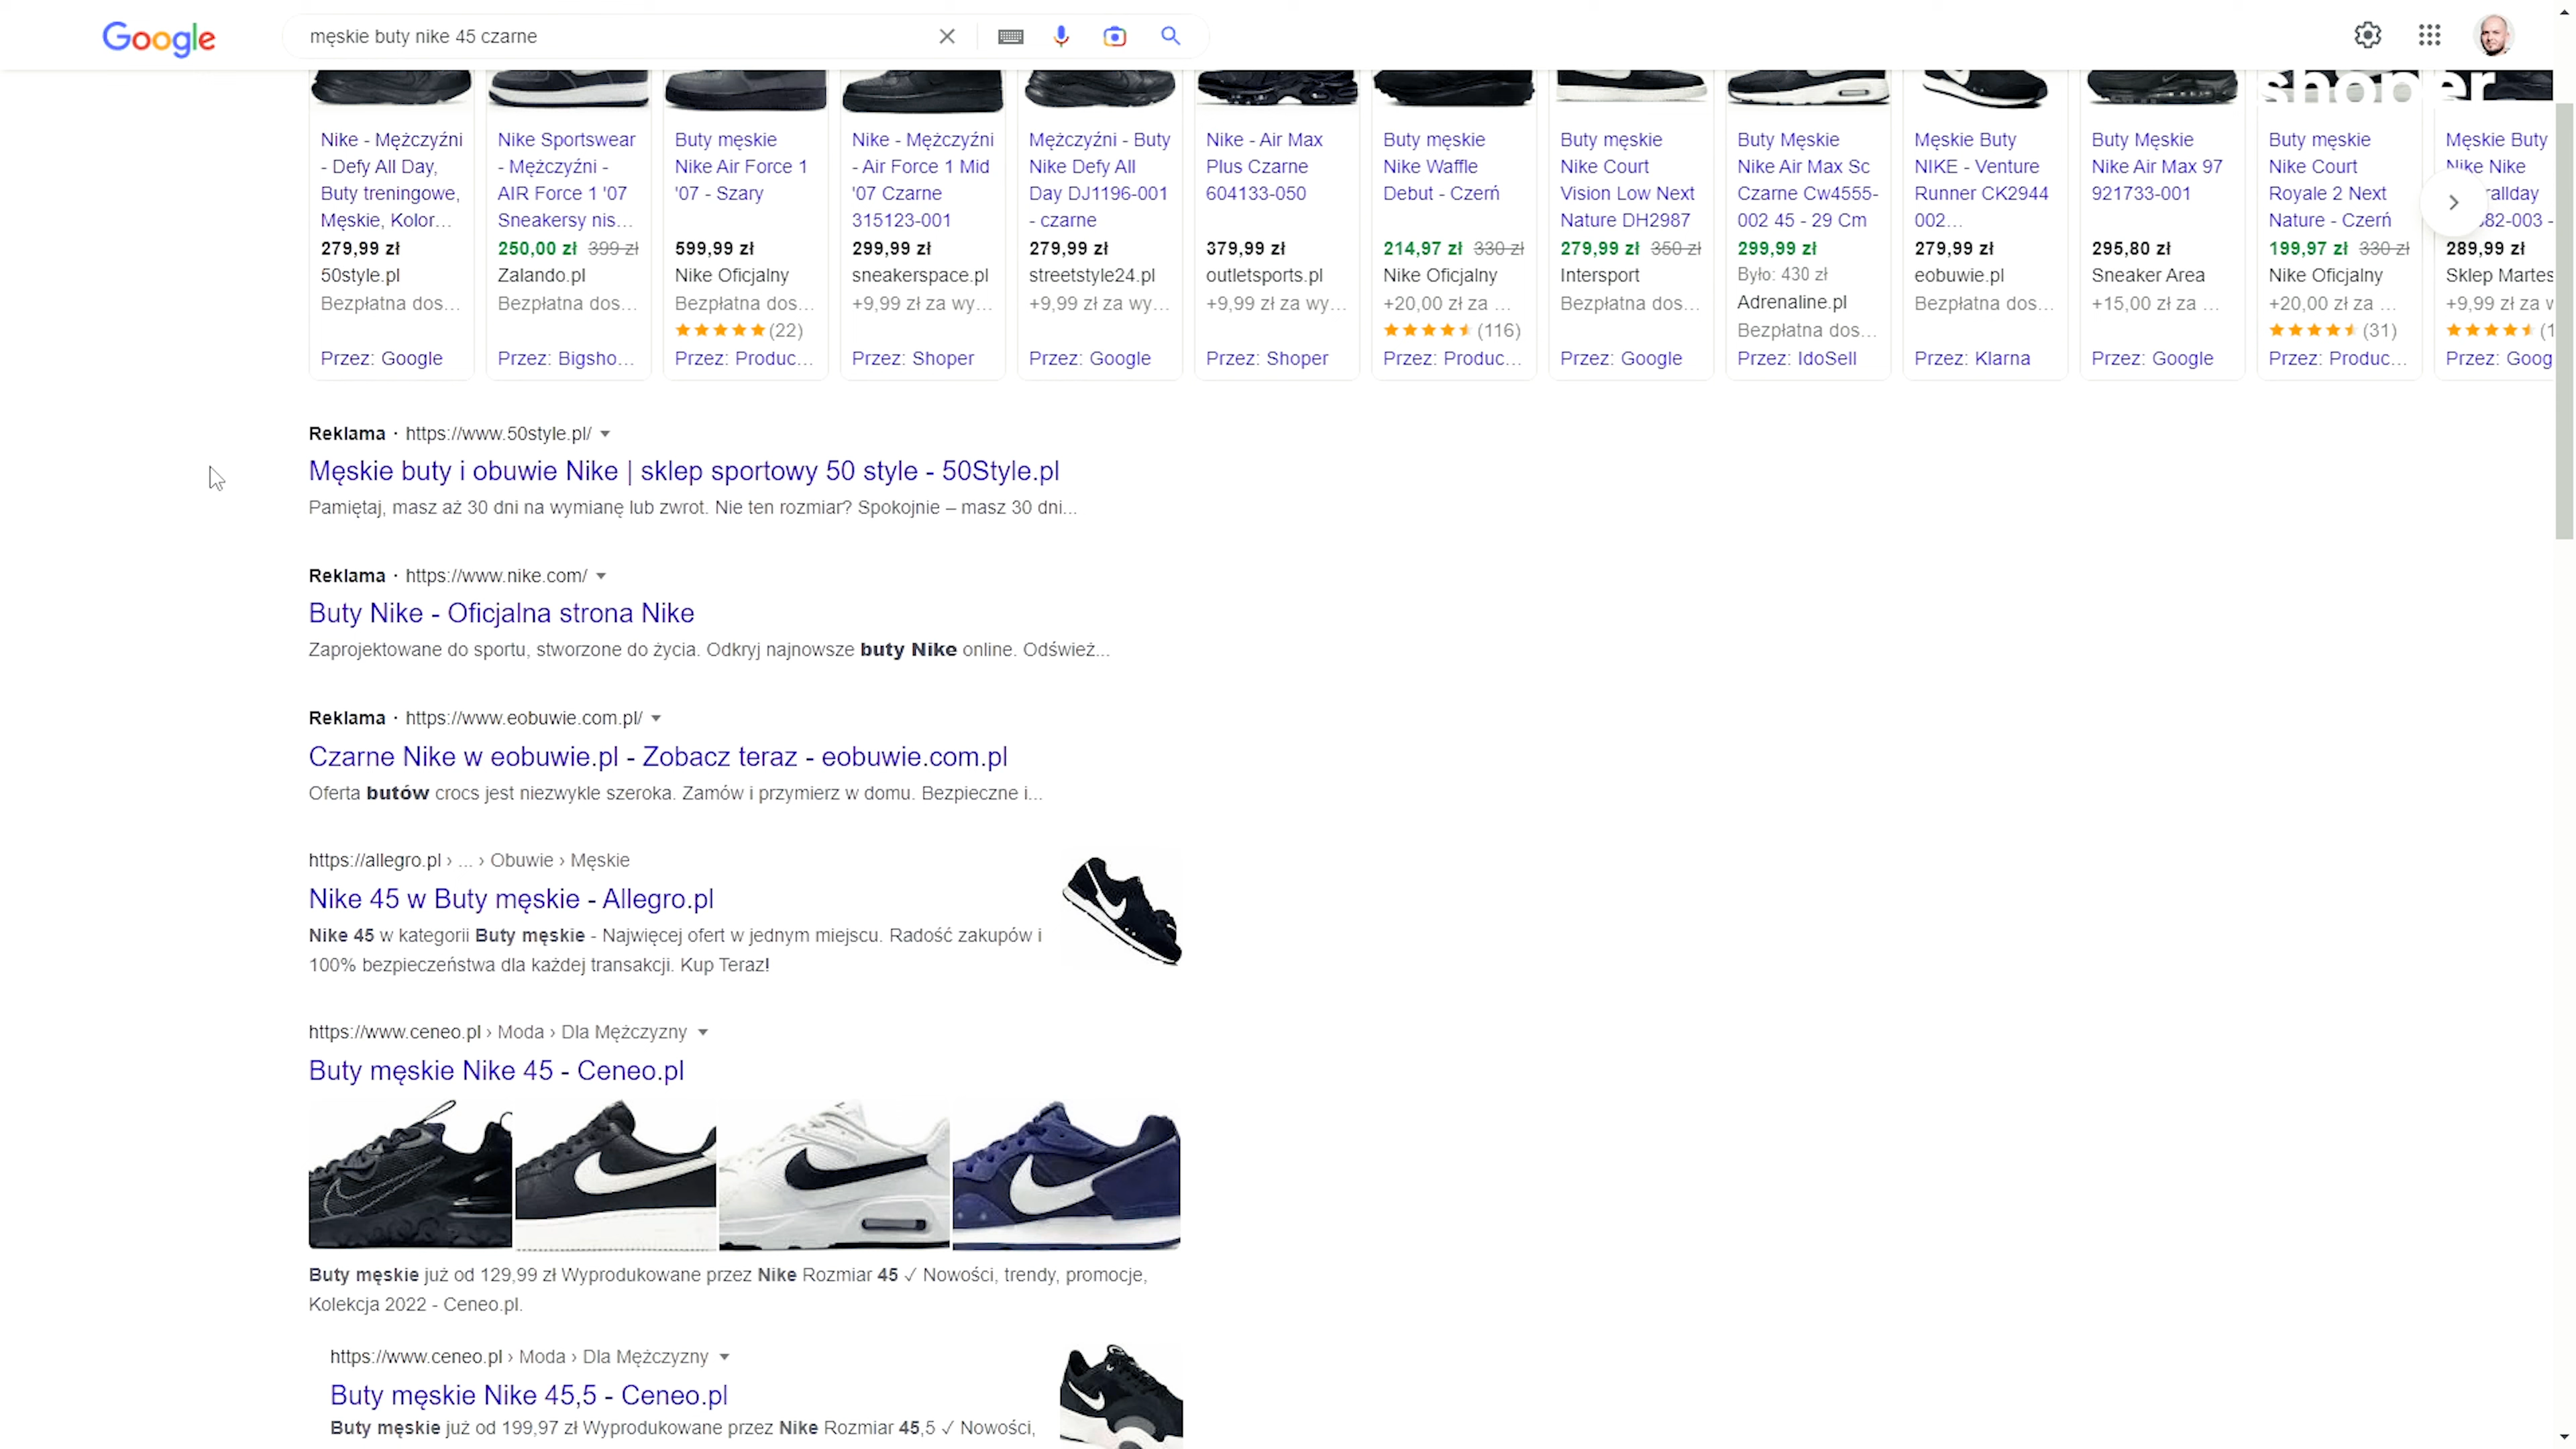 Google
męskie buty nike 45 czarne
shoper
Nike - Mężczyźni
- Defy All Day,
Buty treningowe,
Męskie, Kolor...
279,99 zł
50style.pl
Bezpłatna dos...
Przez: Google
Nike Sportswear
- Mężczyźni -
AIR Force 1 '07
Sneakersy nis...
250,00 zł 399 zł
Zalando.pl
Bezpłatna dos...
Przez: Bigsho...
Buty męskie
Nike Air Force 1
'07 - Szary
599,99 zł
Nike Oficjalny
Bezpłatna dos...
(22)
Przez: Produc...
Nike - Mężczyźni
- Air Force 1 Mid
'07 Czarne
315123-001
299,99 zł
sneakerspace.pl
+9,99 zł za wy...
Przez: Shoper
Mężczyźni - Buty
Nike Defy All
Day DJ1196-001
- czarne
279,99 zł
streetstyle24.pl
+9,99 zł za wy...
Przez: Google
Nike - Air Max
Plus Czarne
604133-050
379,99 zł
outletsports.pl
+9,99 zł za wy...
Przez: Shoper
Buty męskie
Nike Waffle
Debut - Czerń
214,97 zł 330 zł
Nike Oficjalny
+20,00 zł za ...
(116)
Przez: Produc...
Buty męskie
Nike Court
Vision Low Next
Nature DH2987
279,99 zł 350 zł
Intersport
Bezpłatna dos...
Przez: Google
Buty Męskie
Nike Air Max Sc
Czarne Cw4555-
002 45 - 29 Cm
299,99 zł
Było: 430 zł
Adrenaline.pl
Bezpłatna dos...
Przez: IdoSell
Męskie Buty
NIKE - Venture
Runner CK2944
002...
279,99 zł
eobuwie.pl
Bezpłatna dos...
Przez: Klarna
Buty Męskie
Nike Air Max 97
921733-001
295,80 zł
Sneaker Area
+15,00 zł za ...
Przez: Google
Buty męskie
Nike Court
Royale 2 Next
Nature - Czerń
199,97 zł 330 zł
Nike Oficjalny
+20,00 zł za ...
(31)
Przez: Produc...
Męskie Buty
Nike Nike
289,99 zł
Sklep Martes
+9,99 zł za
Przez: Goog
Reklama · https://www.50style.pl/
Męskie buty i obuwie Nike | sklep sportowy 50 style - 50Style.pl
Pamiętaj, masz aż 30 dni na wymianę lub zwrot. Nie ten rozmiar? Spokojnie – masz 30 dni...
Reklama · https://www.nike.com/
Buty Nike - Oficjalna strona Nike
Zaprojektowane do sportu, stworzone do życia. Odkryj najnowsze buty Nike online. Odśwież...
Reklama · https://www.eobuwie.com.pl/
Czarne Nike w eobuwie.pl - Zobacz teraz - eobuwie.com.pl
Oferta butów crocs jest niezwykle szeroka. Zamów i przymierz w domu. Bezpieczne i...
https://allegro.pl › ... › Obuwie › Męskie
Nike 45 w Buty męskie - Allegro.pl
Nike 45 w kategorii Buty męskie - Najwięcej ofert w jednym miejscu. Radość zakupów i
100% bezpieczeństwa dla każdej transakcji. Kup Teraz!
https://www.ceneo.pl › Moda › Dla Mężczyzny
Buty męskie Nike 45 - Ceneo.pl
Buty męskie już od 129,99 zł Wyprodukowane przez Nike Rozmiar 45 ✓ Nowości, trendy, promocje,
Kolekcja 2022 - Ceneo.pl.
https://www.ceneo.pl › Moda › Dla Mężczyzny
Buty męskie Nike 45,5 - Ceneo.pl
Buty męskie już od 199,97 zł Wyprodukowane przez Nike Rozmiar 45,5 ✓ Nowości,